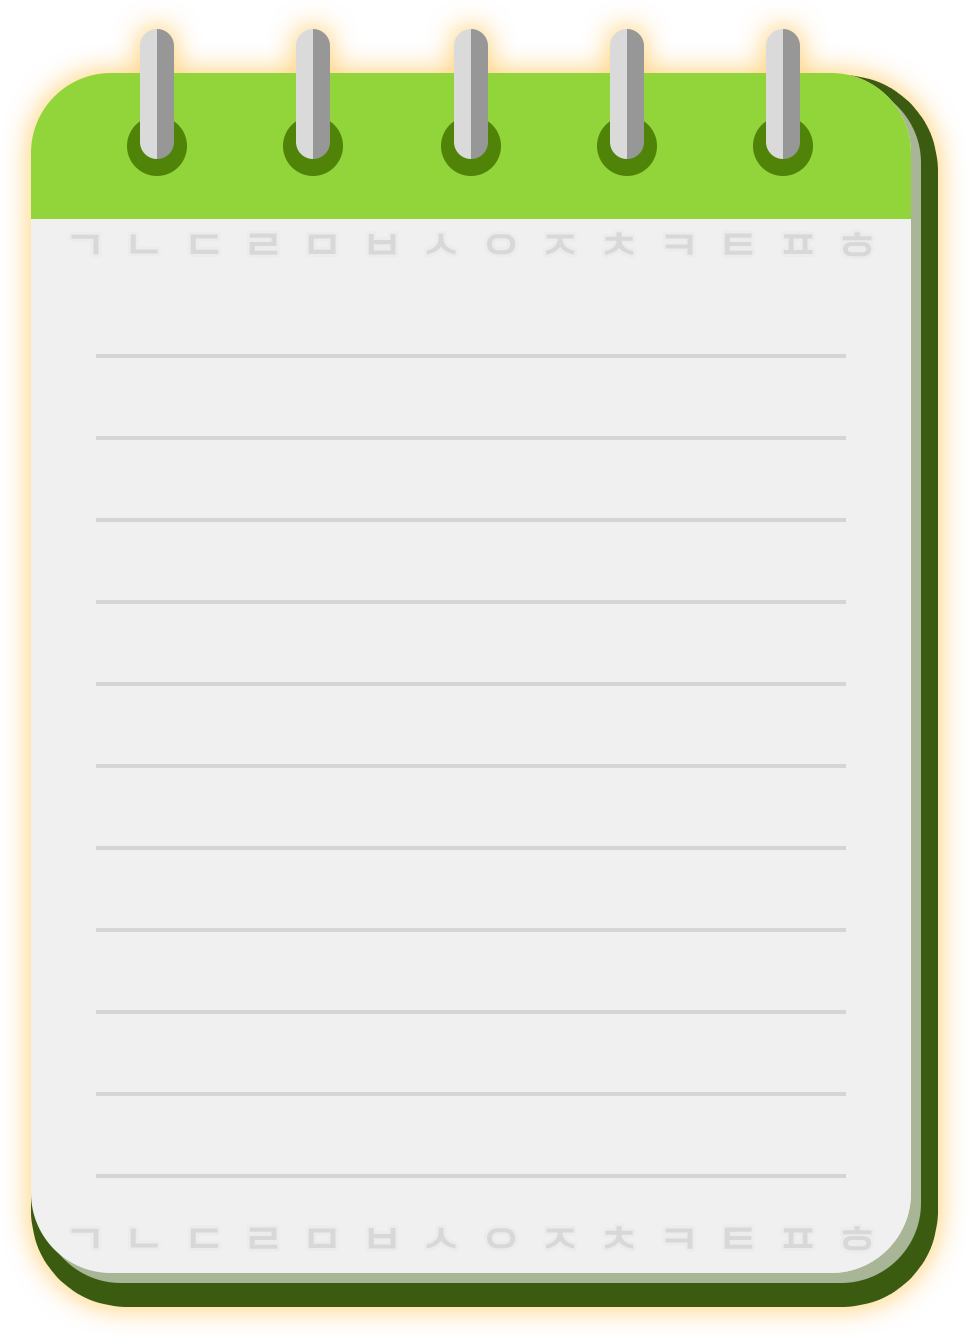 ㄱ ㄴ ㄷ ㄹ ㅁ ㅂ ㅅ ㅇ ㅈ ㅊ ㅋ ㅌ ㅍ ㅎ
ㄱ ㄴ ㄷ ㄹ ㅁ ㅂ ㅅ ㅇ ㅈ ㅊ ㅋ ㅌ ㅍ ㅎ